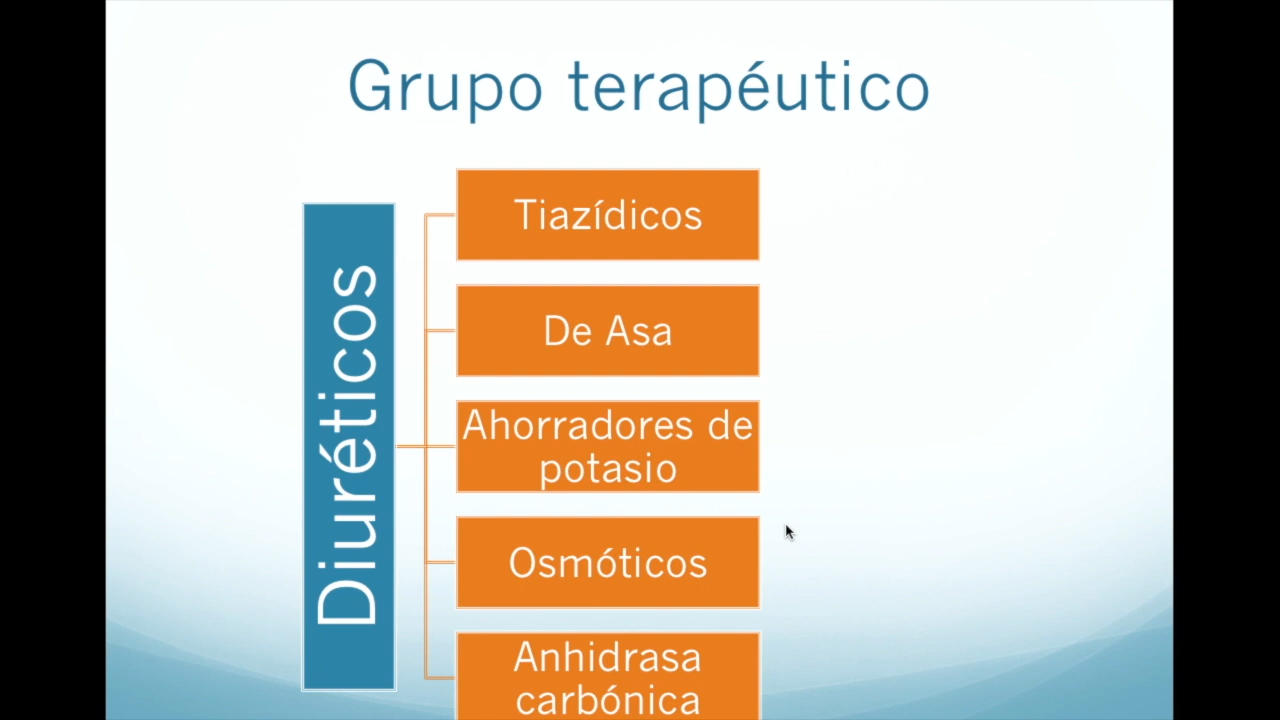 Grupo terapéutico
Diuréticos
Tiazídicos
De Asa
Ahorradores de
potasio
Osmóticos
Anhidrasa
carbónica